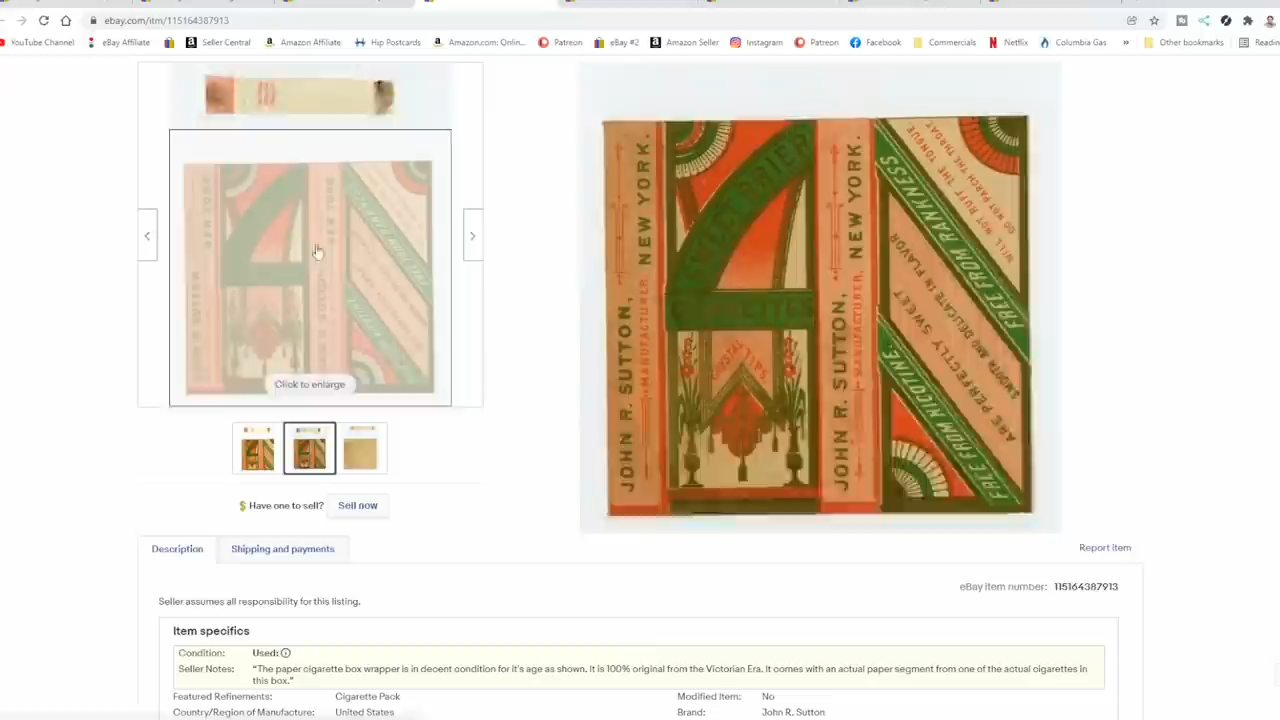 ebay.com/itm/115164387913
YouTube Channel eBay Affiliate Seller Central Amazon Affiliate Hip Postcards Amazon.com: Onlin... Patreon eBay #2 Amazon Seller Instagram Patreon Facebook Commercials Netflix Columbia Gas » Other bookmarks Readin
JOHN R. SUTTON,
MANUFACTURER,
NEW YORK.
CRYSTAL TIPS
JOHN R. SUTTON,
MANUFACTURER,
NEW YORK.
WILL NOT HURT THE TONGUE
DO NOT PARCH THE THROAT
FREE FROM RANKNESS
ARE PERFECTLY SWEET
SMOOTH AND DELICATE IN FLAVOR
FREE FROM NICOTINE.
Click to enlarge
Have one to sell? Sell now
Description Shipping and payments Report item
eBay item number: 115164387913
Seller assumes all responsibility for this listing.
Item specifics
Condition: Used
Seller Notes: "The paper cigarette box wrapper is in decent condition for it's age as shown. It is 100% original from the Victorian Era. It comes with an actual paper segment from one of the actual cigarettes in
this box."
Featured Refinements: Cigarette Pack Modified Item: No
Country/Region of Manufacture: United States Brand: John R. Sutton